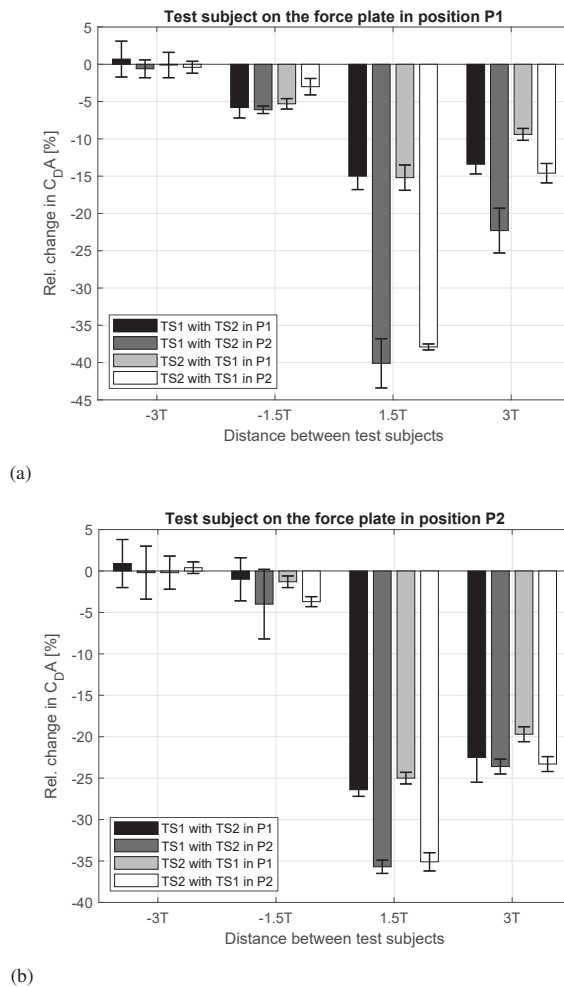 Test subject on the force plate in position P1
5
0
-5
-10
-15
-20
-25
-30
-35
-40
-45
Rel. change in CDA [%]
TS1 with TS2 in P1
TS1 with TS2 in P2
TS2 with TS1 in P1
TS2 with TS1 in P2
-3T
-1.5T
1.5T
3T
Distance between test subjects
(a)
Test subject on the force plate in position P2
5
0
-5
-10
-15
-20
-25
-30
-35
-40
Rel. change in CDA [%]
TS1 with TS2 in P1
TS1 with TS2 in P2
TS2 with TS1 in P1
TS2 with TS1 in P2
-3T
-1.5T
1.5T
3T
Distance between test subjects
(b)